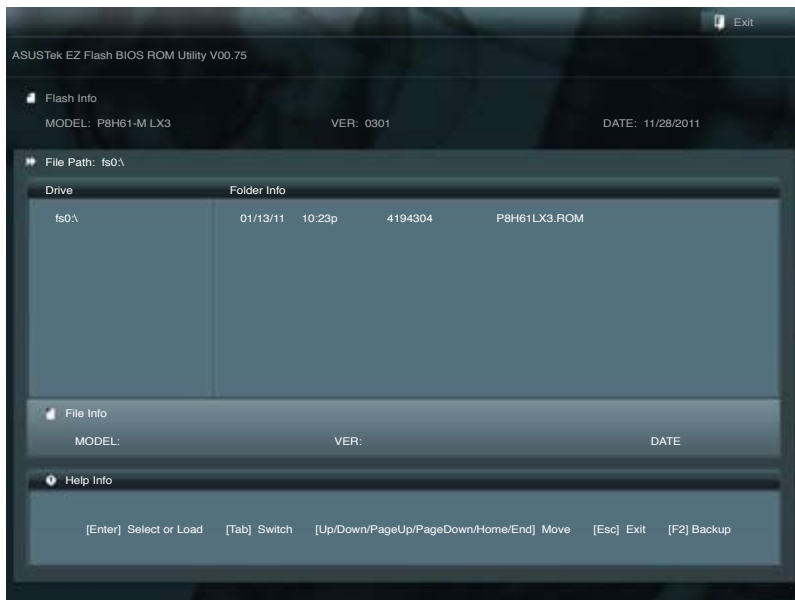 Exit
ASUSTek EZ Flash BIOS ROM Utility V00.75
Flash Info
MODEL: P8H61-M LX3 VER: 0301 DATE: 11/28/2011
File Path: fs0:\
Drive Folder Info
fs0:\ 01/13/11 10:23p 4194304 P8H61LX3.ROM
File Info
MODEL: VER: DATE
Help Info
[Enter] Select or Load [Tab] Switch [Up/Down/PageUp/PageDown/Home/End] Move [Esc] Exit [F2] Backup